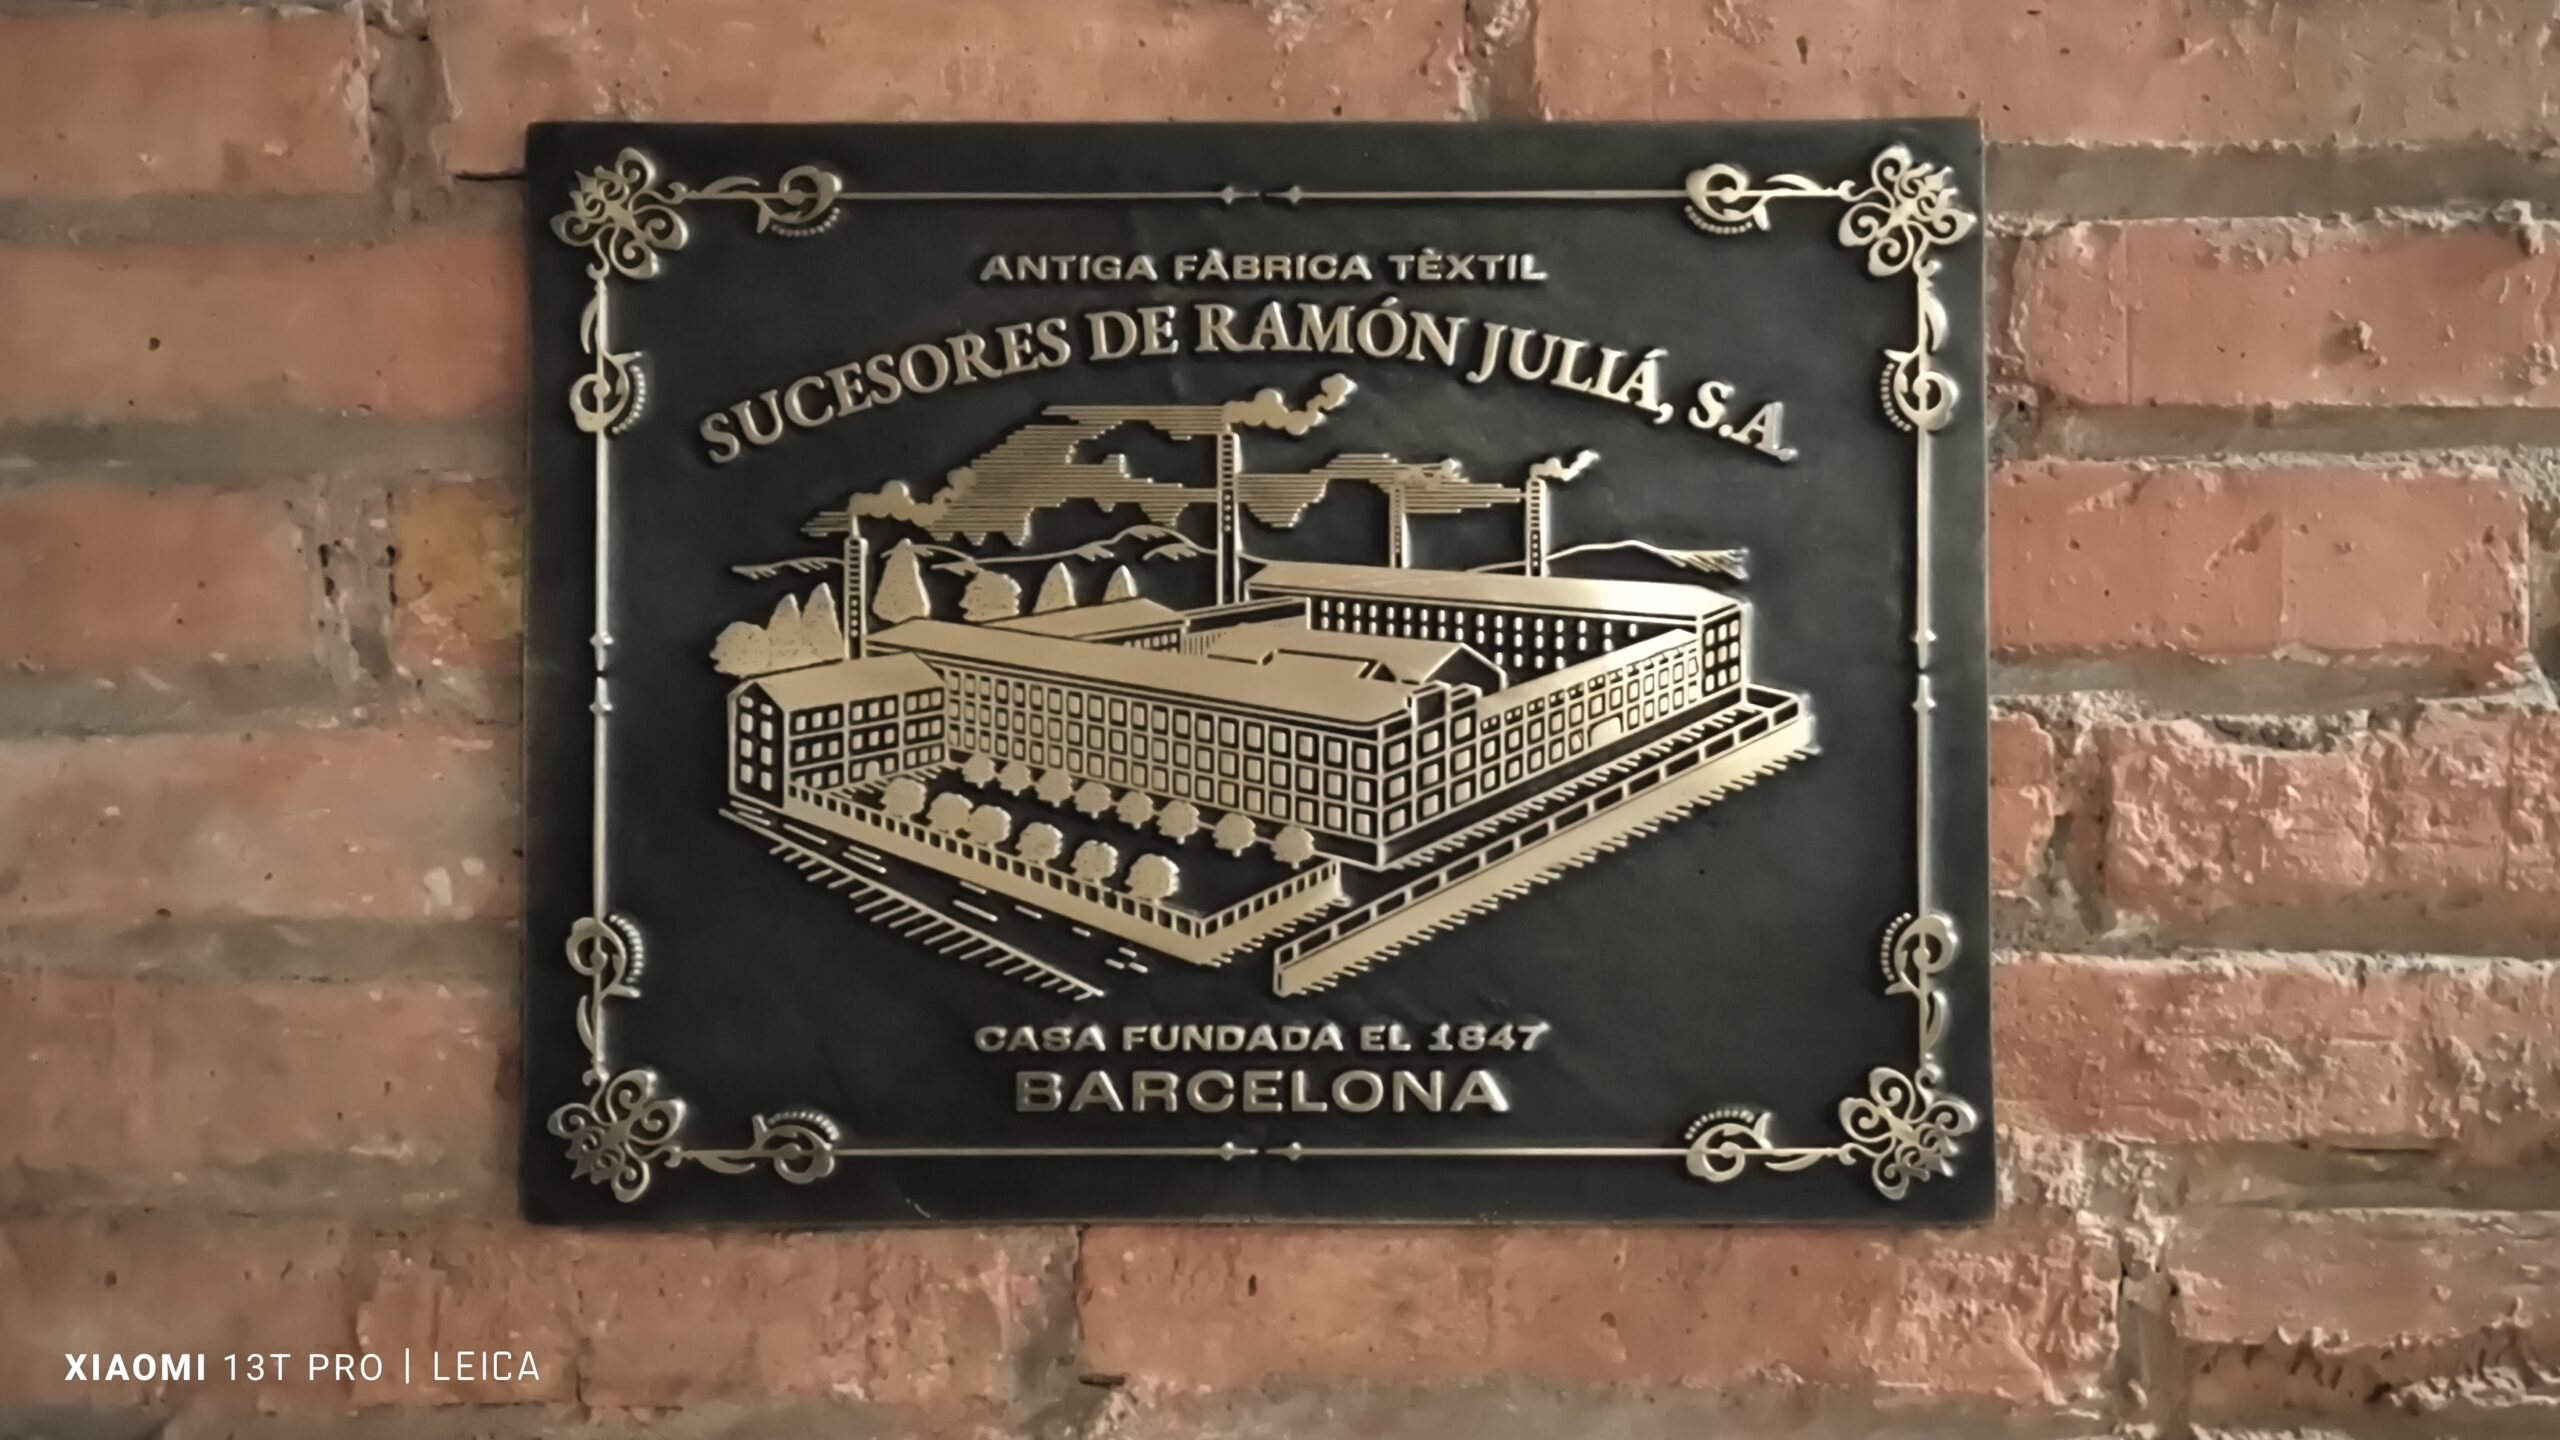 ANTIGA FÀBRICA TÈXTIL
SUCESORES DE RAMÓN JULIÁ, S.A.
CASA FUNDADA EL 1847
BARCELONA
XIAOMI 13T PRO | LEICA